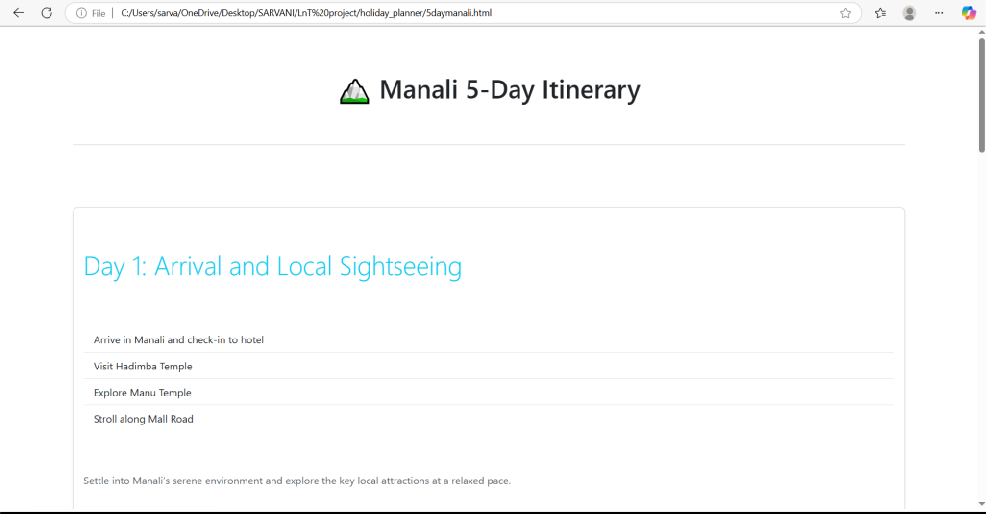 File
C:/Users/sarva/OneDrive/Desktop/SARVANI/LnT%20project/holiday_planner/5daymanali.html
Manali 5-Day Itinerary
Day 1: Arrival and Local Sightseeing
Arrive in Manali and check-in to hotel
Visit Hadimba Temple
Explore Manu Temple
Stroll along Mall Road
Settle into Manali's serene environment and explore the key local attractions at a relaxed pace.